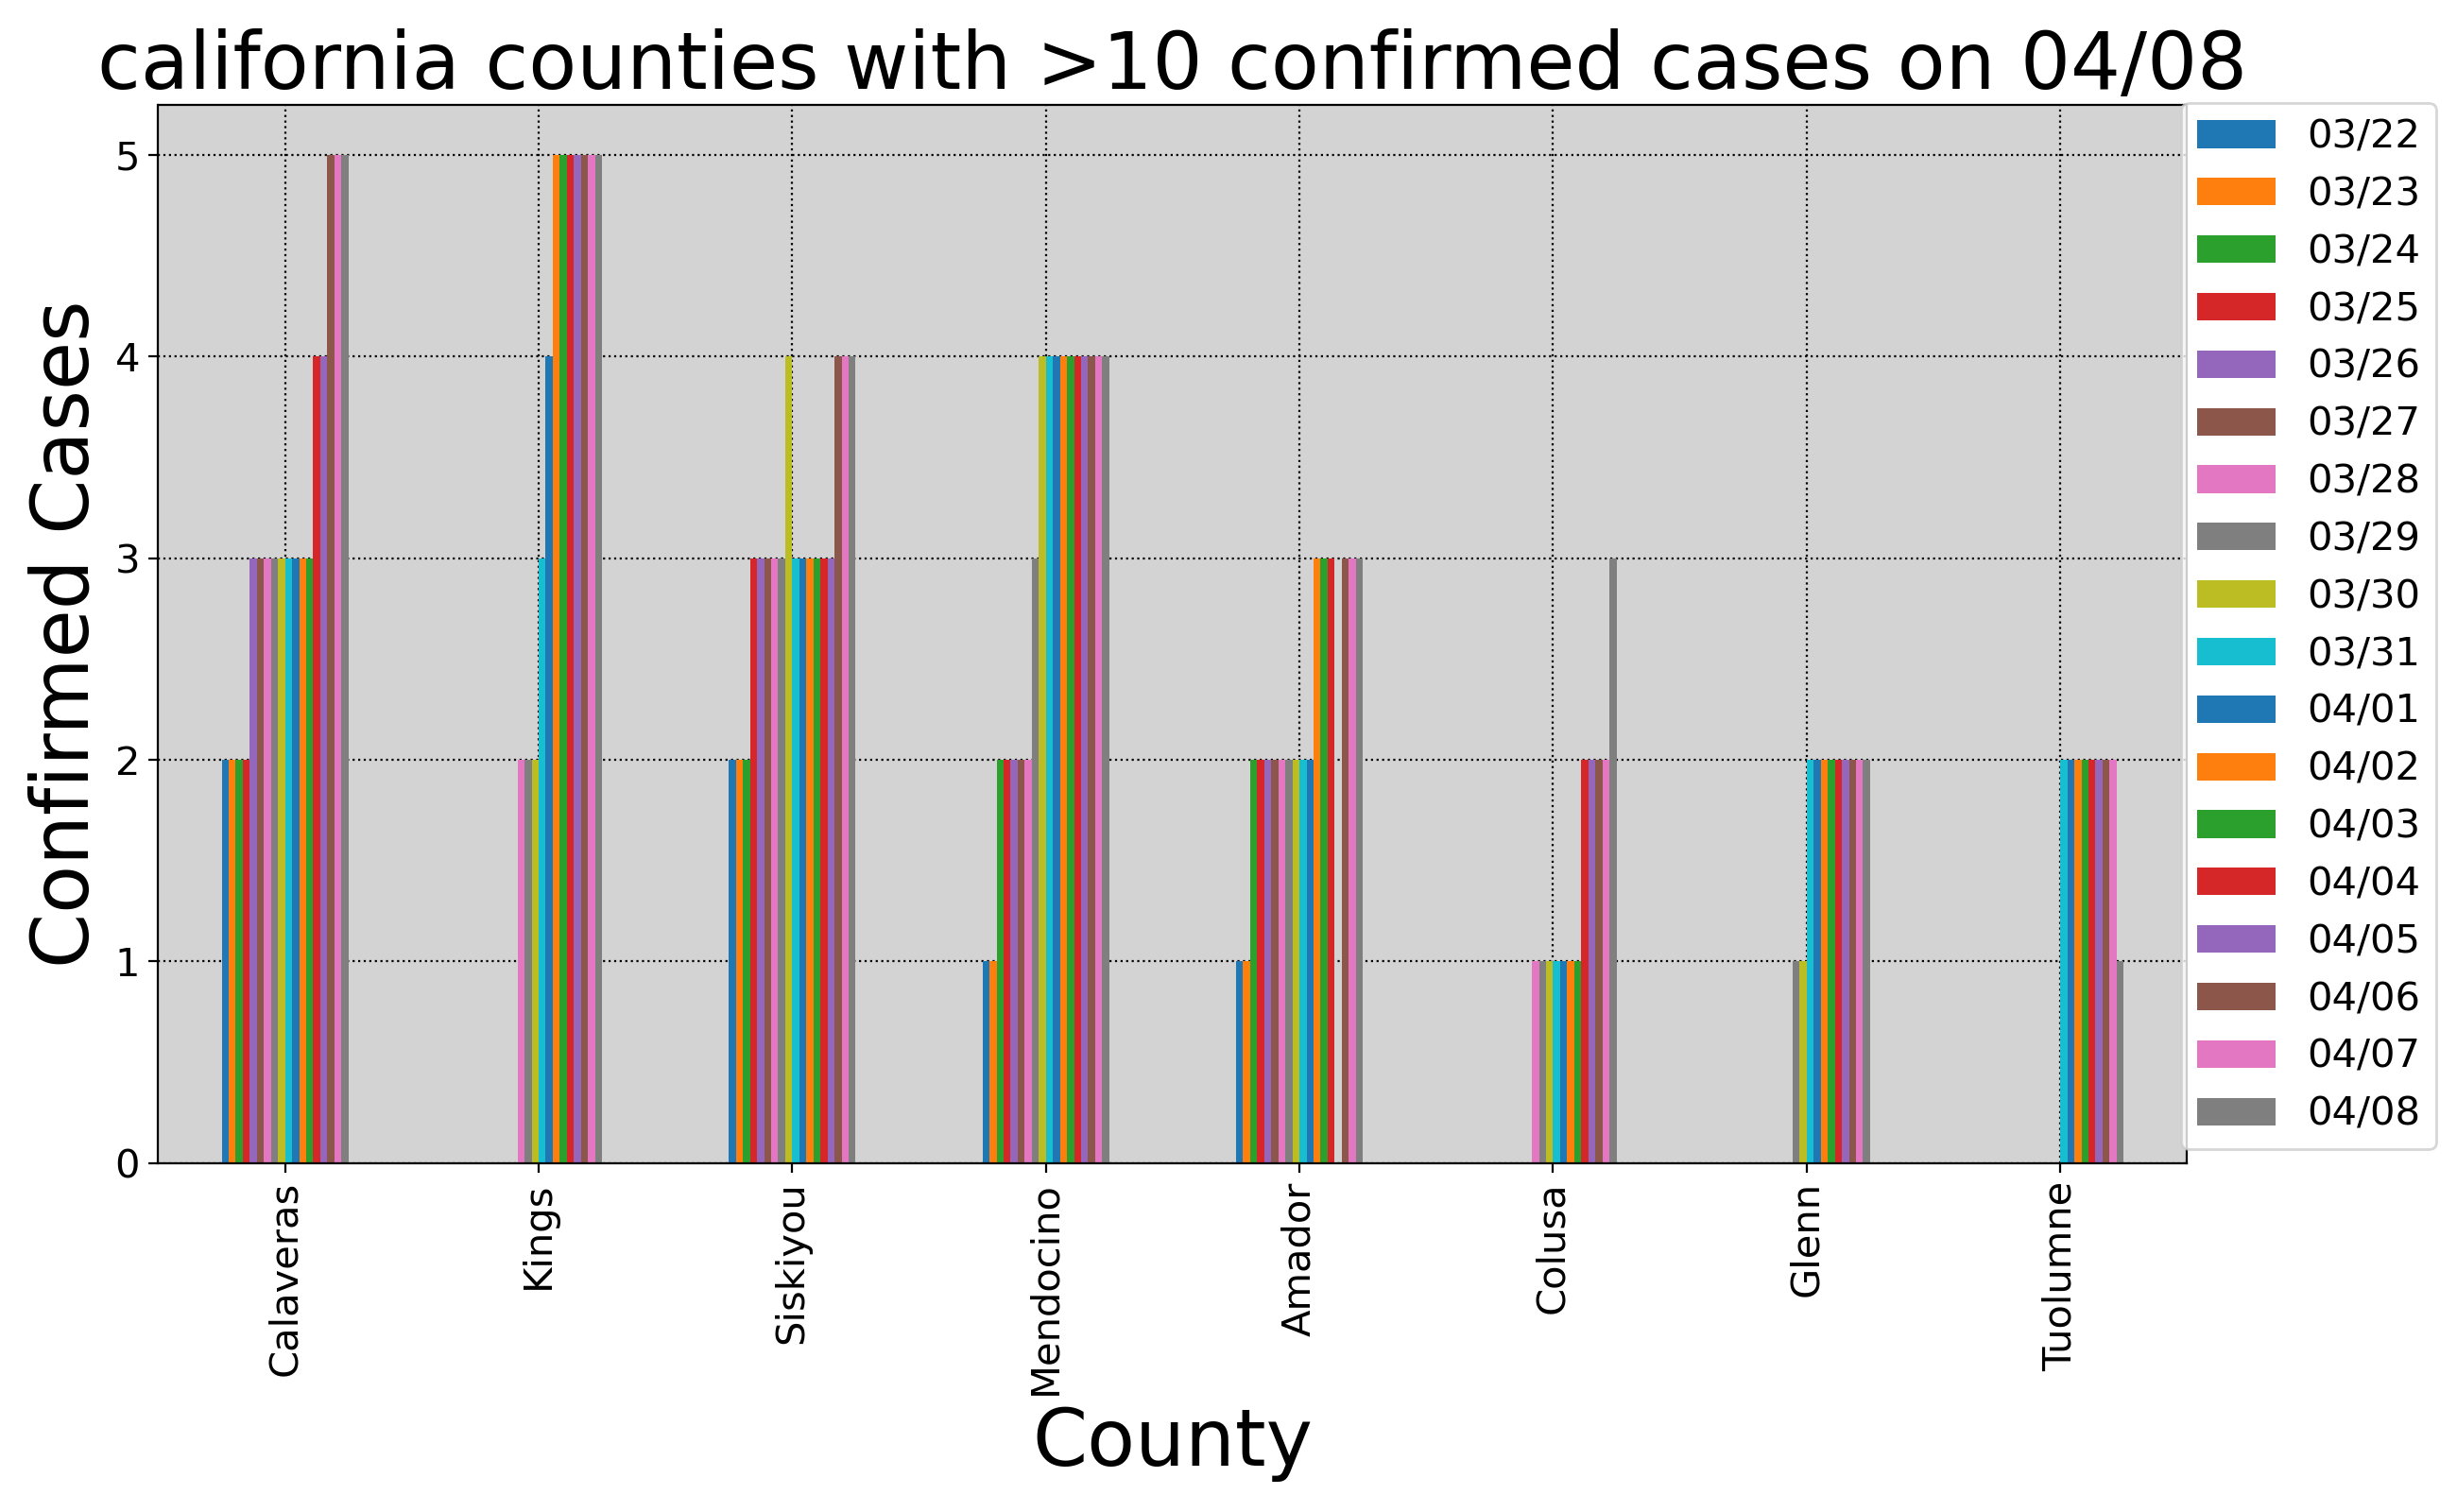 california counties with >10 confirmed cases on 04/08
Confirmed Cases
5
4
3
2
1
0
Calaveras
Kings
Siskiyou
Mendocino
Amador
Colusa
Glenn
Tuolumne
County
03/22
03/23
03/24
03/25
03/26
03/27
03/28
03/29
03/30
03/31
04/01
04/02
04/03
04/04
04/05
04/06
04/07
04/08